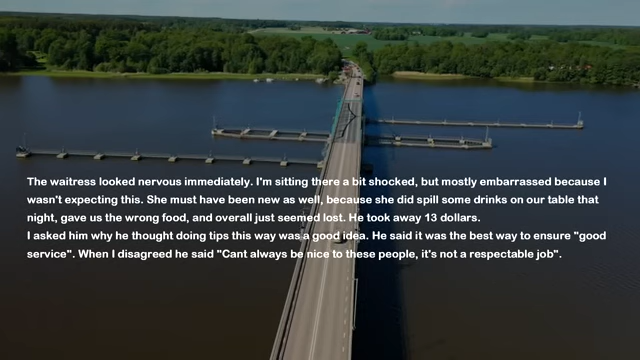 The waitress looked nervous immediately. I'm sitting there a bit shocked, but mostly embarrassed because I
wasn't expecting this. She must have been new as well, because she did spill some drinks on our table that
night, gave us the wrong food, and overall just seemed lost. He took away 13 dollars.
I asked him why he thought doing tips this way was a good idea. He said it was the best way to ensure "good
service". When I disagreed he said "Cant always be nice to these people, it's not a respectable job".